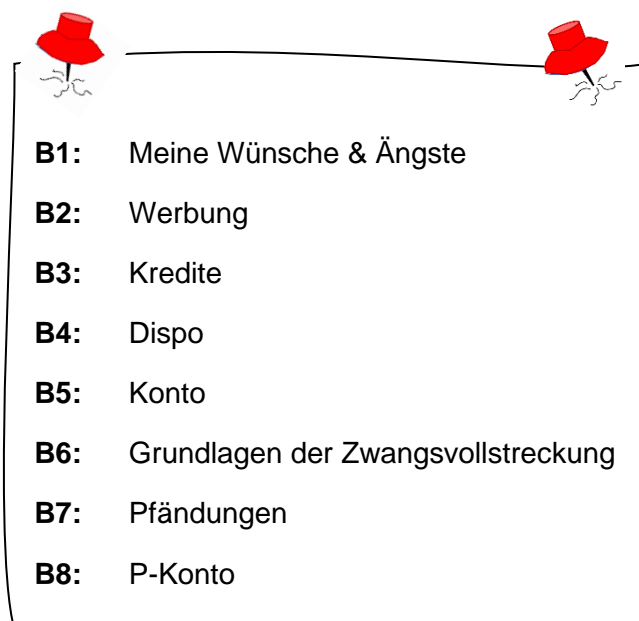 B1: Meine Wünsche & Ängste
B2: Werbung
B3: Kredite
B4: Dispo
B5: Konto
B6: Grundlagen der Zwangsvollstreckung
B7: Pfändungen
B8: P-Konto